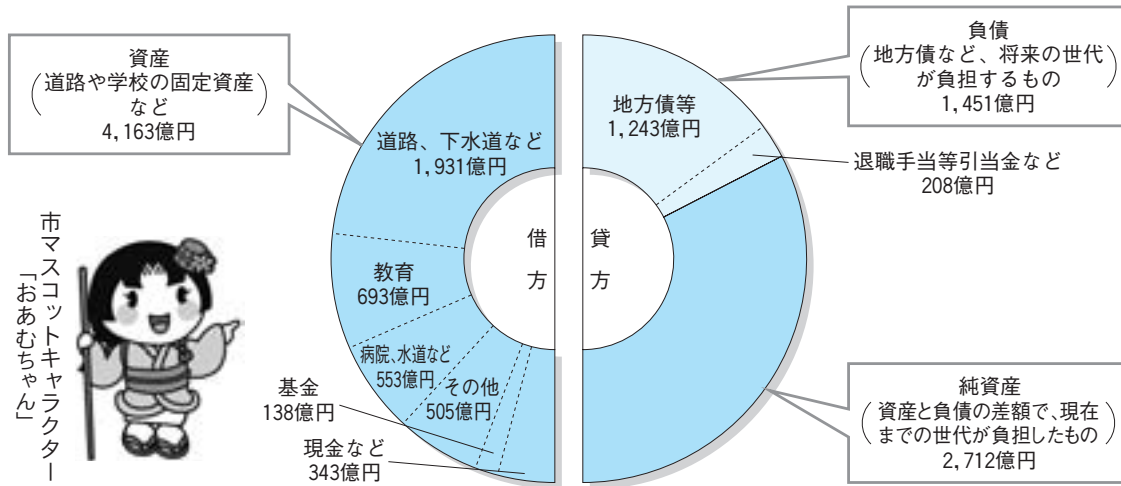 資産
（道路や学校の固定資産
など）
4,163億円
道路、下水道など
1,931億円
教育
693億円
病院、水道など
553億円
その他
505億円
基金
138億円
現金など
343億円
借方
貸方
負債
（地方債など、将来の世代
が負担するもの）
1,451億円
地方債等
1,243億円
退職手当等引当金など
208億円
純資産
（資産と負債の差額で、現在
までの世代が負担したもの）
2,712億円
市マスコットキャラクター
「おあむちゃん」